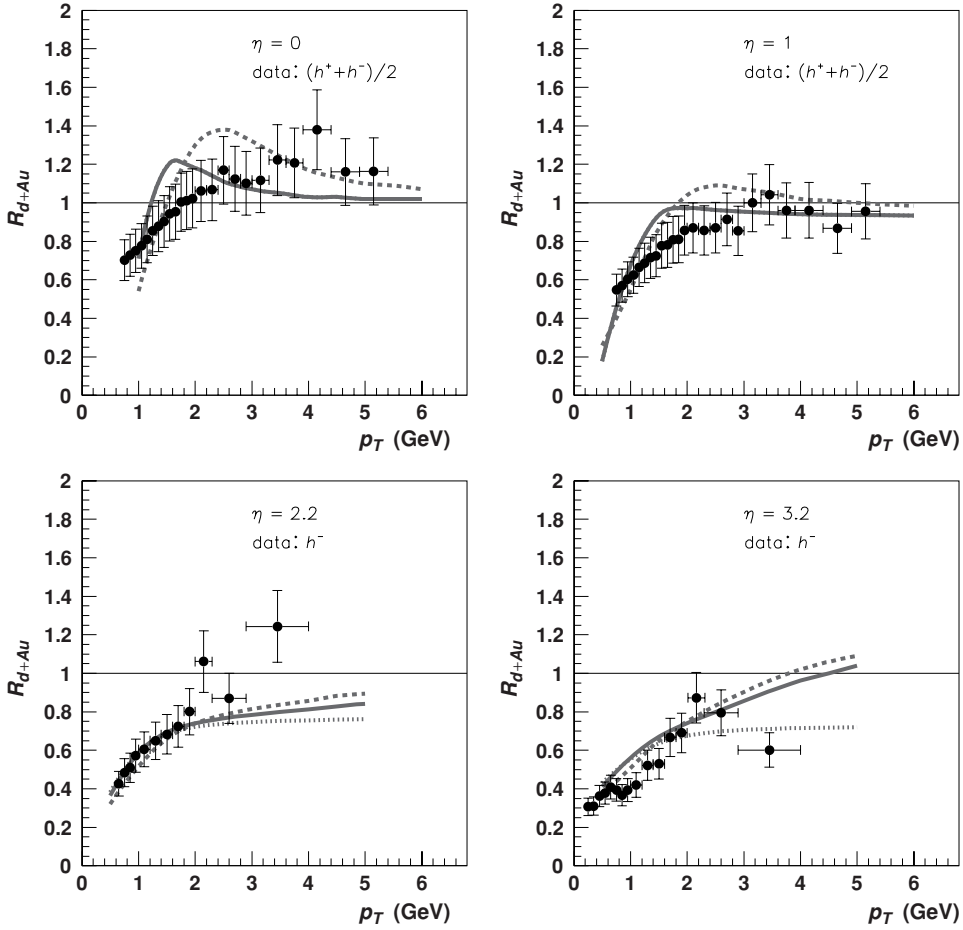 2
1.8
1.6
1.4
1.2
1
0.8
0.6
0.4
0.2
0
R_{d+Au}
η = 0
data: (h⁺+h⁻)/2
0 1 2 3 4 5 6
p_T (GeV)
2
1.8
1.6
1.4
1.2
1
0.8
0.6
0.4
0.2
0
R_{d+Au}
η = 1
data: (h⁺+h⁻)/2
0 1 2 3 4 5 6
p_T (GeV)
2
1.8
1.6
1.4
1.2
1
0.8
0.6
0.4
0.2
0
R_{d+Au}
η = 2.2
data: h⁻
0 1 2 3 4 5 6
p_T (GeV)
2
1.8
1.6
1.4
1.2
1
0.8
0.6
0.4
0.2
0
R_{d+Au}
η = 3.2
data: h⁻
0 1 2 3 4 5 6
p_T (GeV)